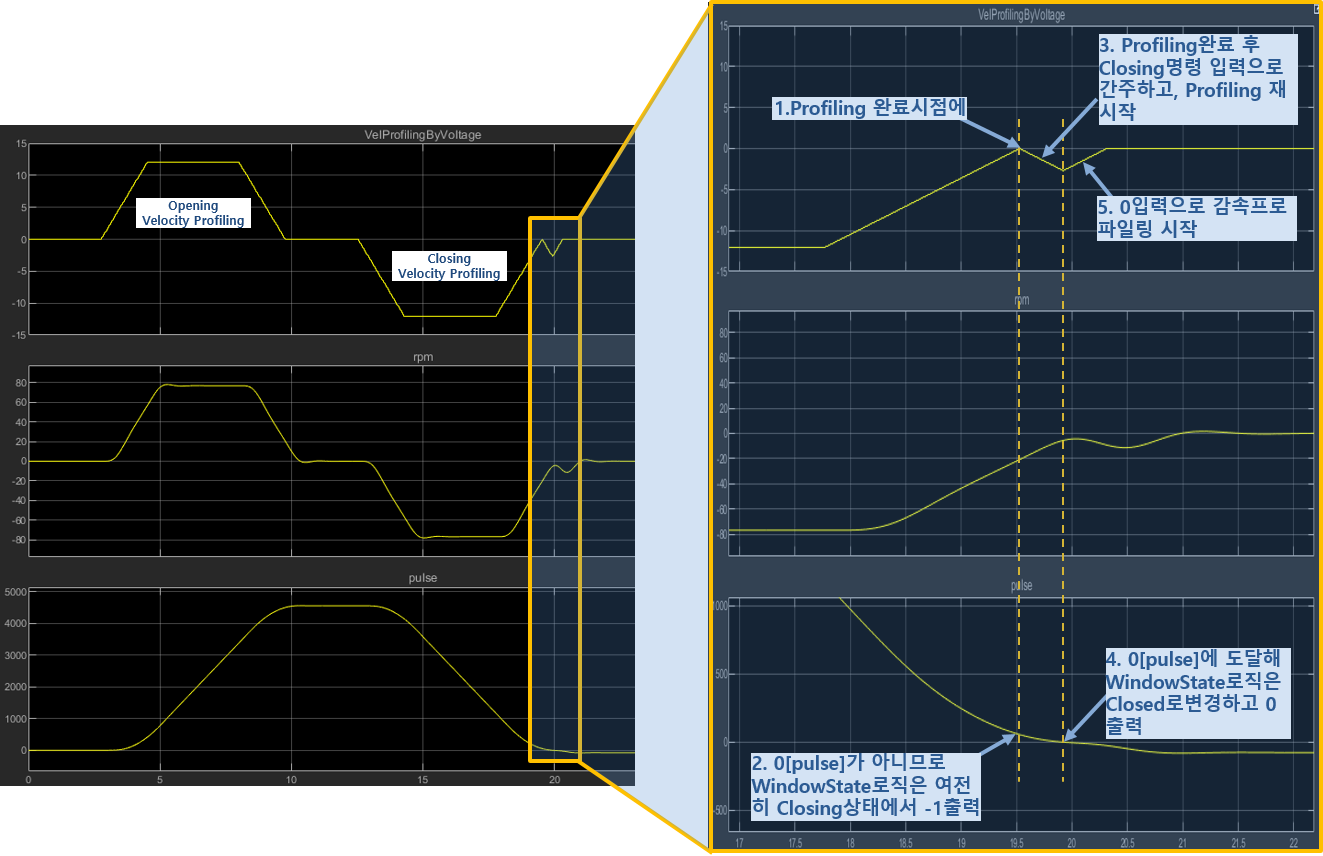 VelProfilingByVoltage
15
10
5
0
-5
-10
-15
Opening
Velocity Profiling
Closing
Velocity Profiling
rpm
80
60
40
20
0
-20
-40
-60
-80
pulse
5000
4000
3000
2000
1000
0
0
5
10
15
20
VelProfilingByVoltage
15
10
5
0
-5
-10
-15
1.Profiling 완료시점에
3. Profiling완료 후
Closing명령 입력으로
간주하고, Profiling 재
시작
5. 0입력으로 감속프로
파일링 시작
rpm
80
60
40
20
0
-20
-40
-60
-80
pulse
000
500
0
-500
4. 0[pulse]에 도달해
WindowState로직은
Closed로변경하고 0
출력
2. 0[pulse]가 아니므로
WindowState로직은 여전
히 Closing상태에서 -1출력
17
17.5
18
18.5
19
19.5
20
20.5
21
21.5
22